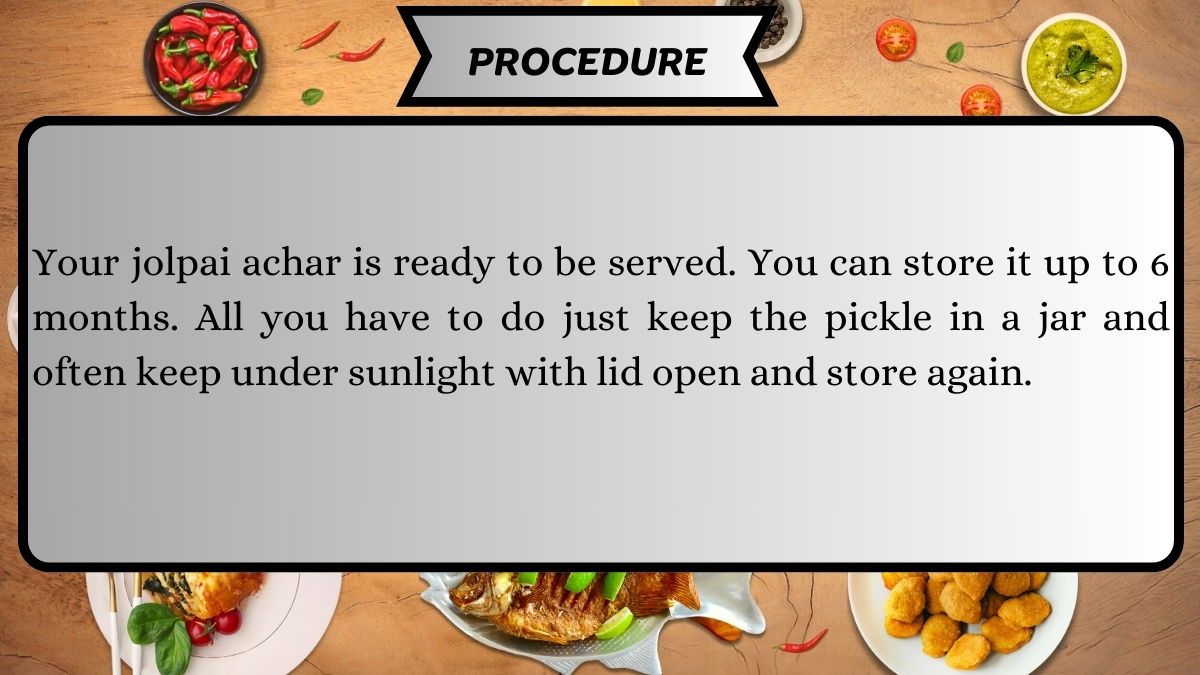 PROCEDURE
Your jolpai achar is ready to be served. You can store it up to 6
months. All you have to do just keep the pickle in a jar and
often keep under sunlight with lid open and store again.